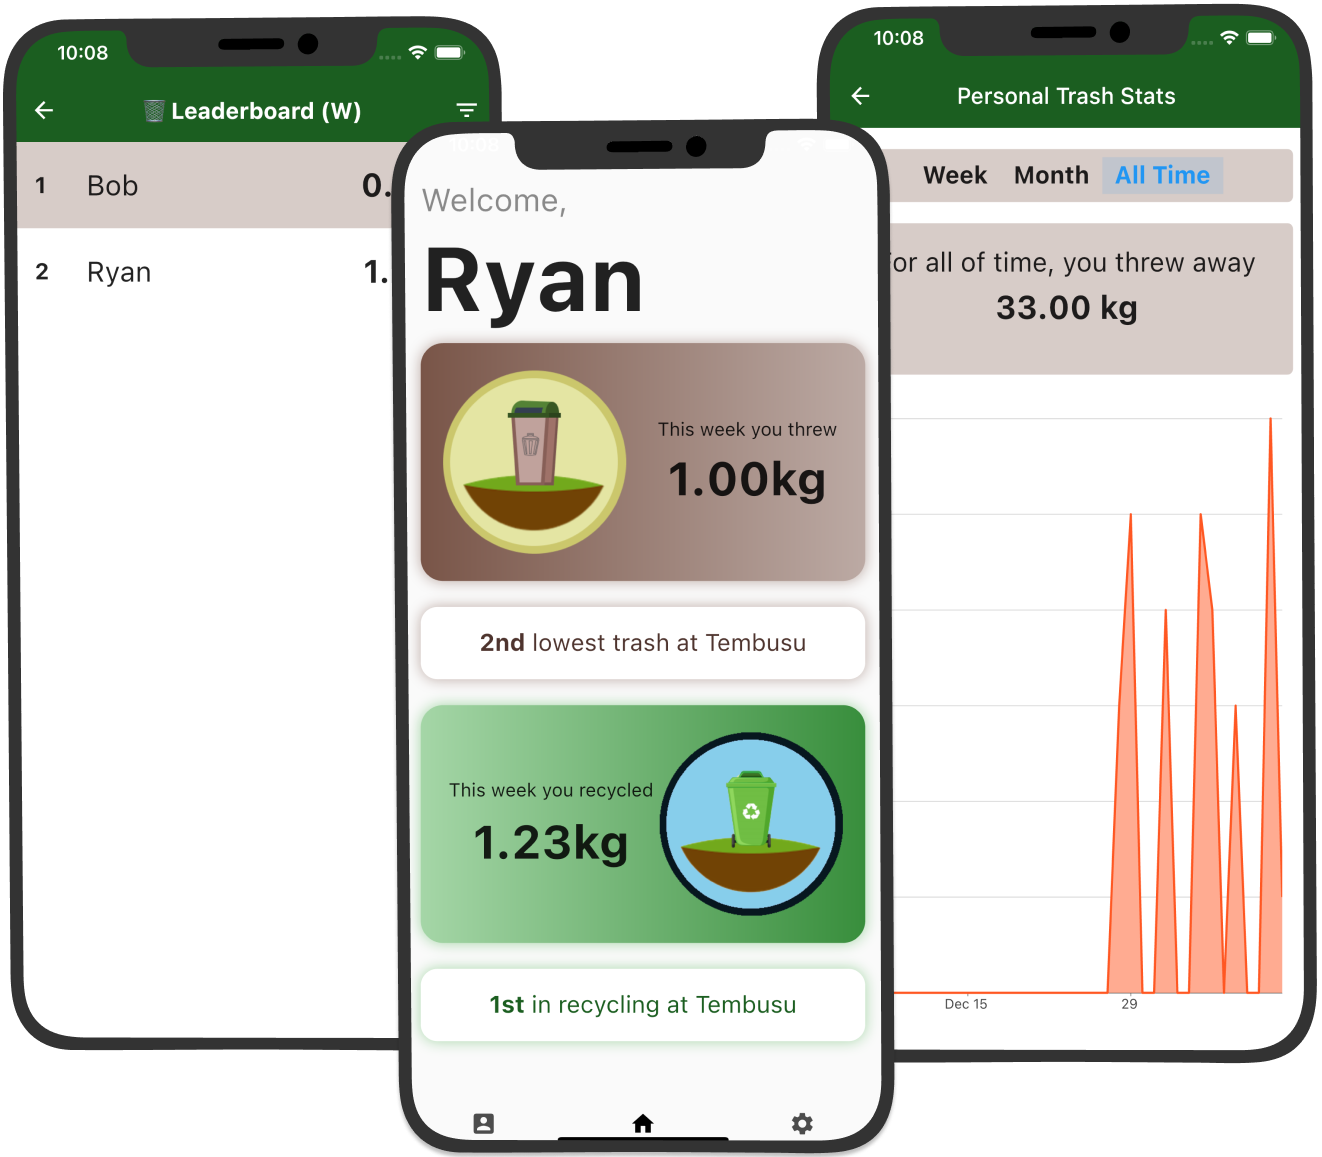 10:08
Leaderboard (W)
1 Bob 0.
2 Ryan 1.
10:08
Welcome,
Ryan
This week you threw
1.00kg
2nd lowest trash at Tembusu
This week you recycled
1.23kg
1st in recycling at Tembusu
10:08
Personal Trash Stats
Week Month All Time
For all of time, you threw away
33.00 kg
Dec 15 29